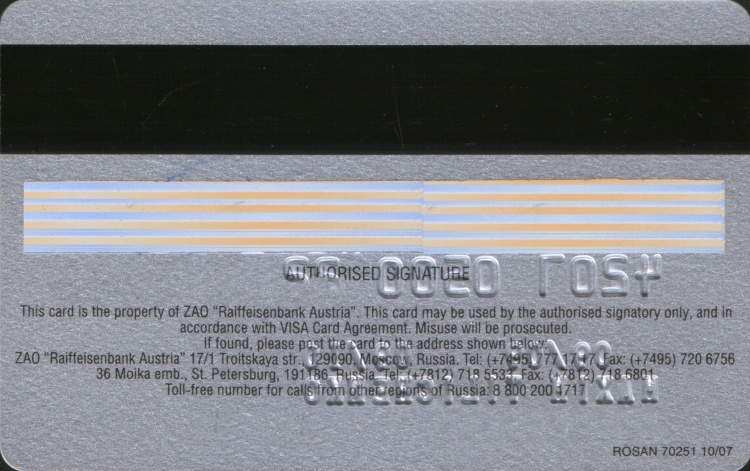 AUTHORISED SIGNATURE
This card is the property of ZAO "Raiffeisenbank Austria". This card may be used by the authorised signatory only, and in
accordance with VISA Card Agreement. Misuse will be prosecuted.
If found, please post the card to the address shown below.
ZAO "Raiffeisenbank Austria" 17/1 Troitskaya str., 129090, Moscow, Russia. Tel: (+7495) 777 1717 Fax: (+7495) 720 6756
36 Moika emb., St. Petersburg, 191186, Russia Tel: (+7812) 718 Fax: (+7812) 718 6801
Toll-free number for calls from other regions of Russia: 8 800 200 1717
ROSAN 70251 10/07